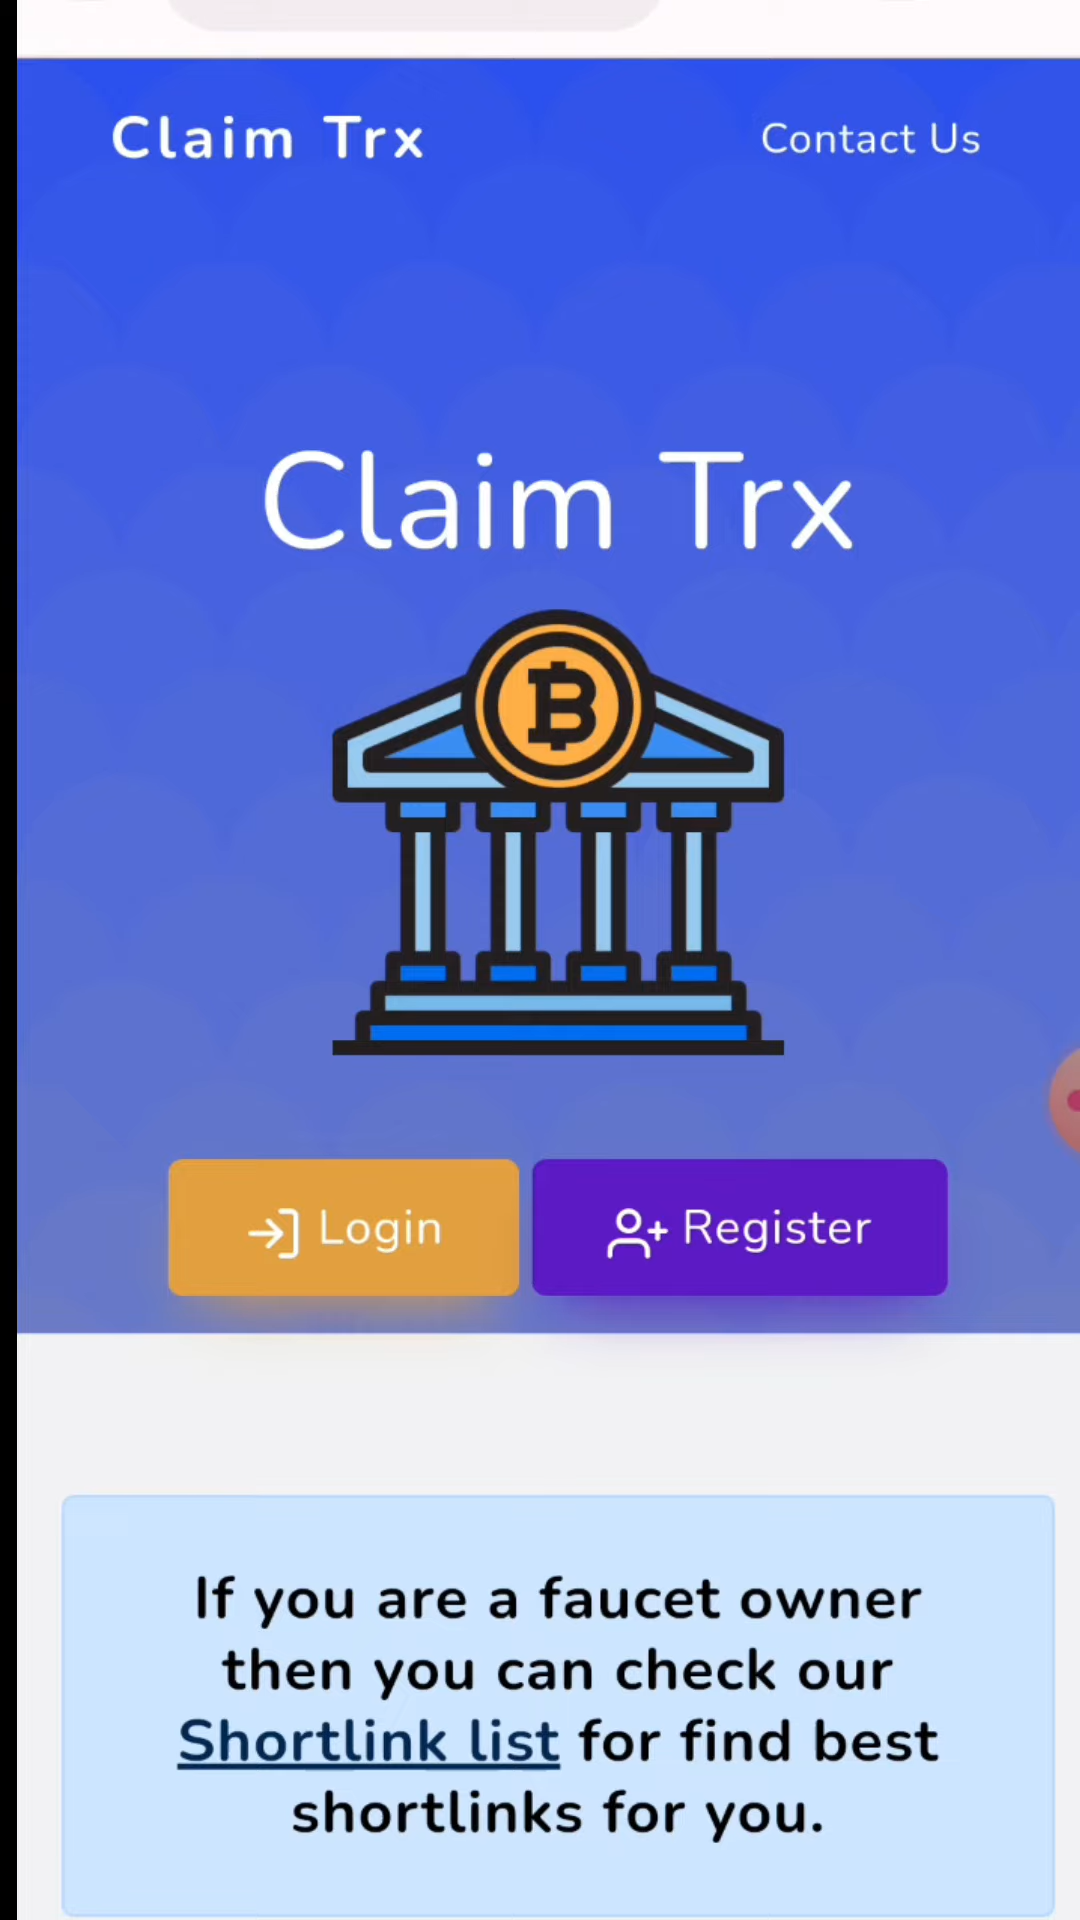 Claim Trx
Contact Us
Claim Trx
Login
Register
If you are a faucet owner
then you can check our
Shortlink list for find best
shortlinks for you.